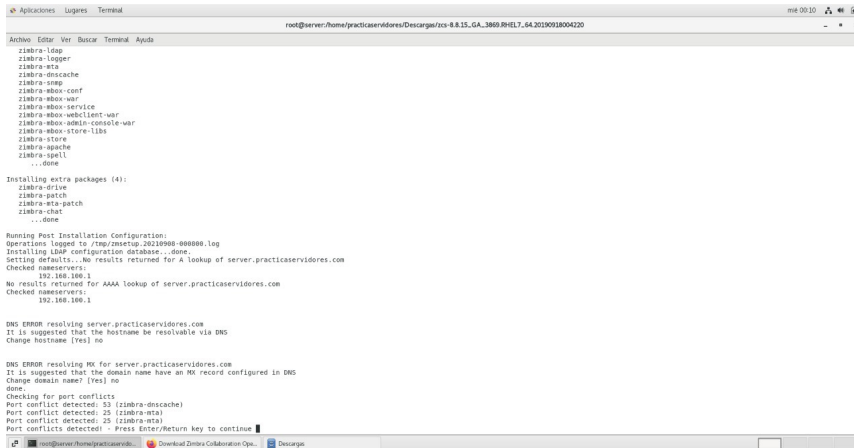 Aplicaciones Lugares Terminal mié 00:10
root@server:/home/practicaservidores/Descargas/zcs-8.8.15_GA_3869.RHEL7_64.20190918004220
Archivo Editar Ver Buscar Terminal Ayuda
zimbra-ldap
zimbra-logger
zimbra-mta
zimbra-dnscache
zimbra-snmp
zimbra-mbox-conf
zimbra-mbox-war
zimbra-mbox-service
zimbra-mbox-webclient-war
zimbra-mbox-admin-console-war
zimbra-mbox-store-libs
zimbra-store
zimbra-apache
zimbra-spell
...done
Installing extra packages (4):
zimbra-drive
zimbra-patch
zimbra-mta-patch
zimbra-chat
...done
Running Post Installation Configuration:
Operations logged to /tmp/zmsetup.20210908-000808.log
Installing LDAP configuration database...done.
Setting defaults...No results returned for A lookup of server.practicaservidores.com
Checked nameservers:
192.168.100.1
No results returned for AAAA lookup of server.practicaservidores.com
Checked nameservers:
192.168.100.1
DNS ERROR resolving server.practicaservidores.com
It is suggested that the hostname be resolvable via DNS
Change hostname [Yes] no
DNS ERROR resolving MX for server.practicaservidores.com
It is suggested that the domain name have an MX record configured in DNS
Change domain name? [Yes] no
done.
Checking for port conflicts
Port conflict detected: 53 (zimbra-dnscache)
Port conflict detected: 25 (zimbra-mta)
Port conflict detected: 25 (zimbra-mta)
Port conflicts detected! - Press Enter/Return key to continue
root@server:/home/practicaservido... Download Zimbra Collaboration Ope... Descargas